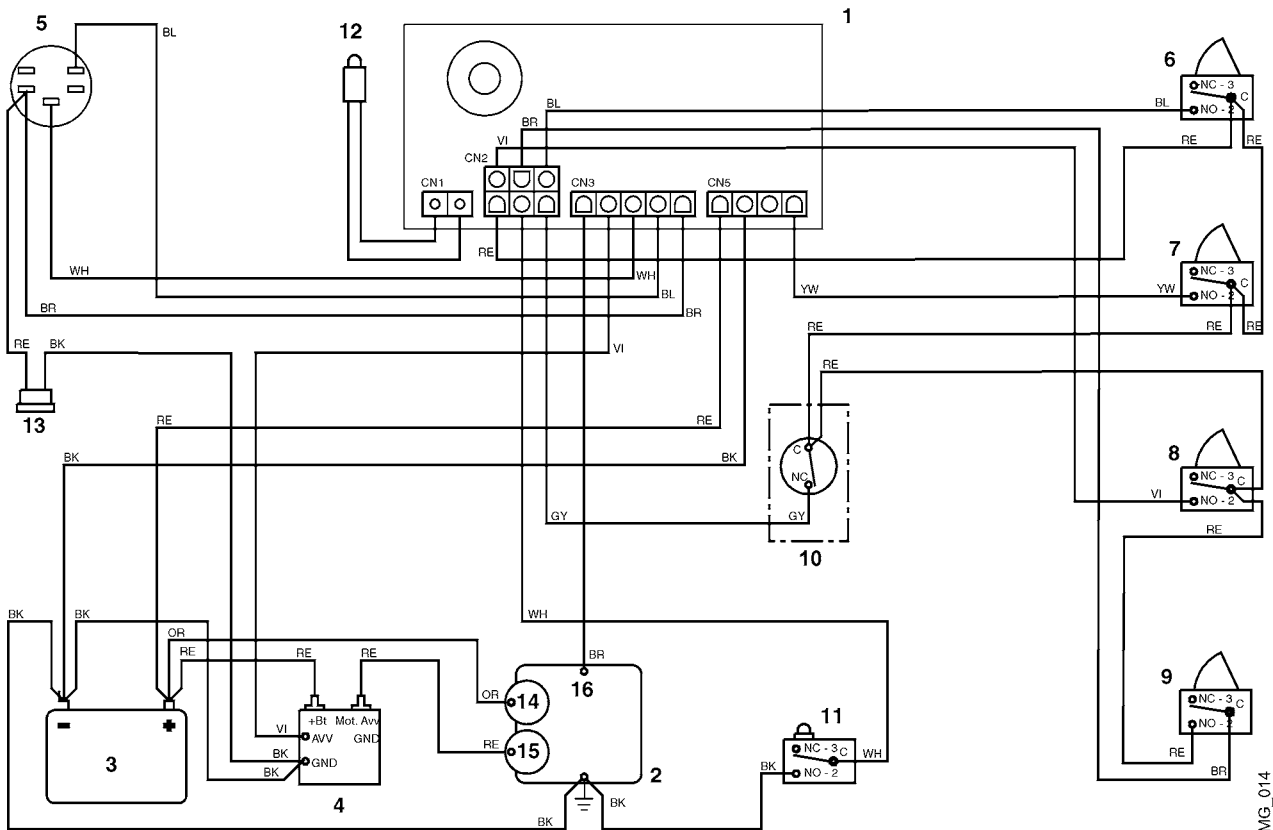 1
5
12
BL
6
NC - 3
C
BL
BL
NO - 2
BR
VI
RE
RE
CN2
CN1
CN3
CN5
RE
7
WH
WH
NC - 3
C
BL
YW
YW
NO - 2
BR
BR
RE
RE
RE
RE
BK
VI
RE
13
RE
RE
C
8
BK
BK
NC
NC - 3
C
VI
NO - 2
GY
GY
RE
10
BK
BK
WH
OR
RE
RE
RE
BR
16
9
OR
14
NC - 3
C
+Bt
Mot. Avv
11
NO - 2
VI
AVV
GND
RE
15
NC - 3
C
WH
RE
3
BK
GND
2
BK
NO - 2
BR
BK
4
BK
BK
MG_014